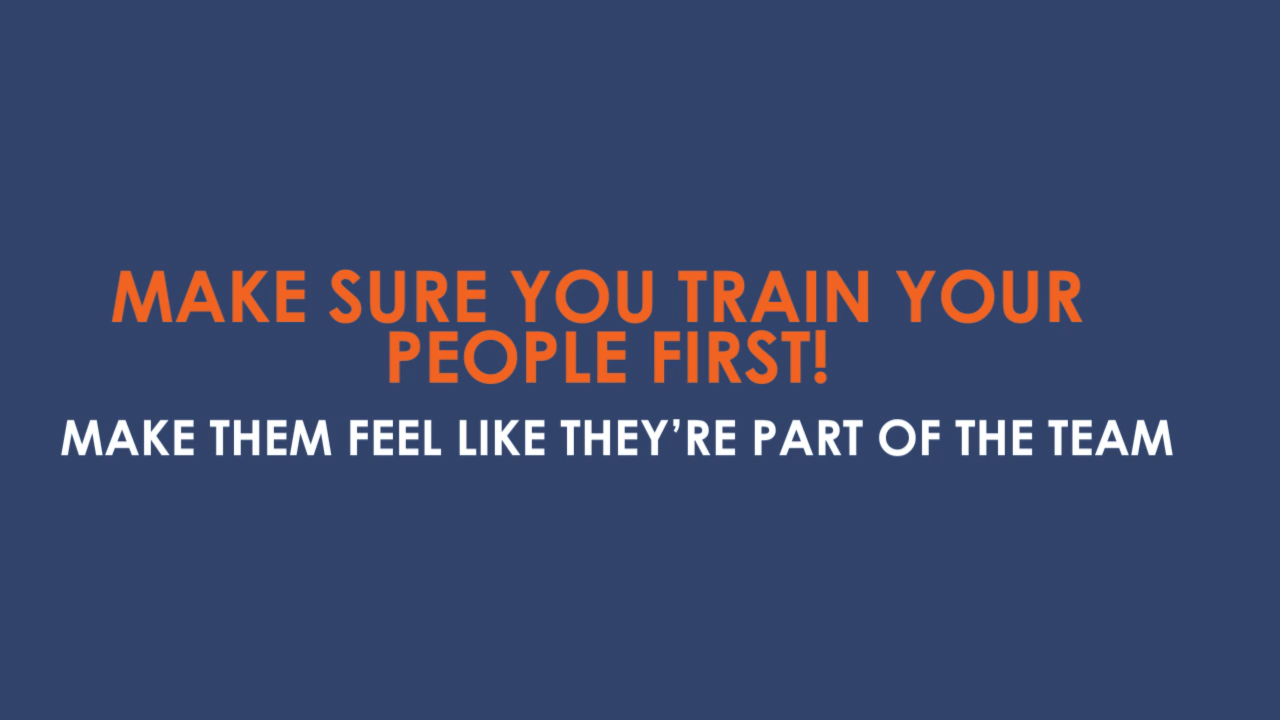 MAKE SURE YOU TRAIN YOUR
PEOPLE FIRST!
MAKE THEM FEEL LIKE THEY’RE PART OF THE TEAM